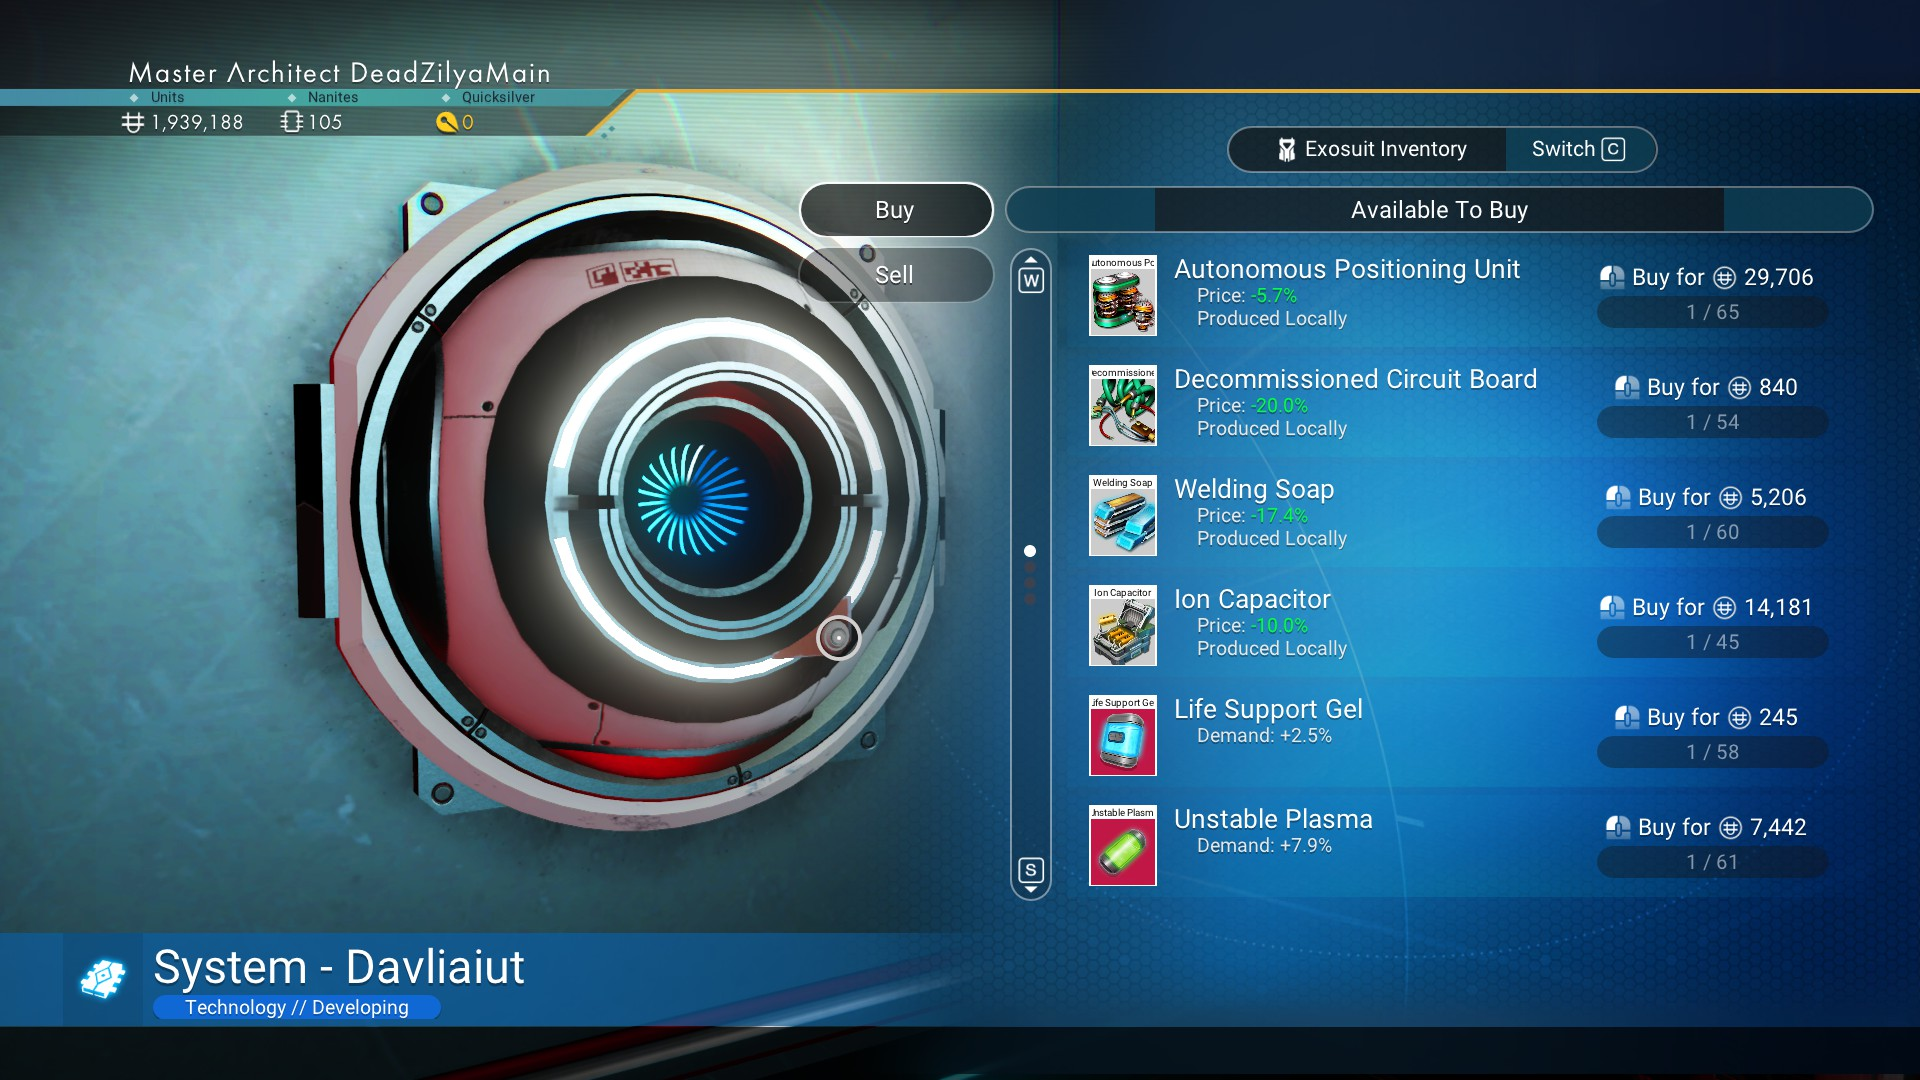 Master Architect DeadZilyaMain
Units Nanites Quicksilver
1,939,188 105 0
Exosuit Inventory Switch C
Buy
Sell
Available To Buy
W
S
Autonomous Positioning Unit
Price: -5.7%
Produced Locally
Buy for 29,706
1 / 65
Decommissioned Circuit Board
Price: -20.0%
Produced Locally
Buy for 840
1 / 54
Welding Soap
Welding Soap
Price: -17.4%
Produced Locally
Buy for 5,206
1 / 60
Ion Capacitor
Ion Capacitor
Price: -10.0%
Produced Locally
Buy for 14,181
1 / 45
Life Support Gel
Demand: +2.5%
Buy for 245
1 / 58
Unstable Plasma
Demand: +7.9%
Buy for 7,442
1 / 61
System - Davliaiut
Technology // Developing